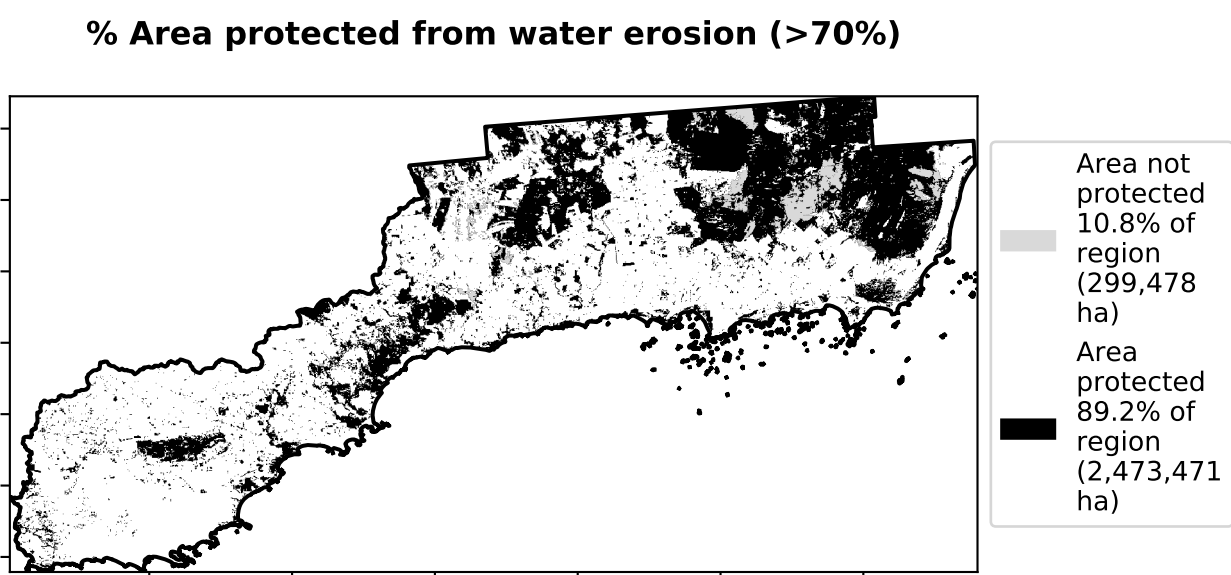 % Area protected from water erosion (>70%)
Area not
protected
10.8% of
region
(299,478
ha)
Area
protected
89.2% of
region
(2,473,471
ha)